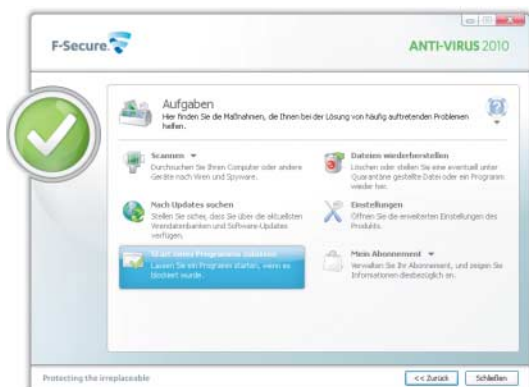 F-Secure.
ANTI-VIRUS 2010
Aufgaben
Hier finden Sie die Maßnahmen, die Ihnen bei der Lösung von häufig auftretenden Problemen
helfen.
Scannen
Durchsuchen Sie Ihren Computer oder andere
Geräte nach Viren und Spyware.
Dateien wiederherstellen
Löschen oder stellen Sie eine eventuell unter
Quarantäne gestellte Datei oder ein Programm
wieder her.
Nach Updates suchen
Stellen Sie sicher, dass Sie über die aktuellsten
Virendatenbanken und Software-Updates
verfügen.
Einstellungen
Öffnen Sie die erweiterten Einstellungen des
Produkts.
Start eines Programms zulassen
Lassen Sie ein Programm starten, wenn es
blockiert wurde.
Mein Abonnement
Verwalten Sie Ihr Abonnement, und zeigen Sie
Informationen diesbezüglich an.
Protecting the irreplaceable
<< Zurück
Schließen